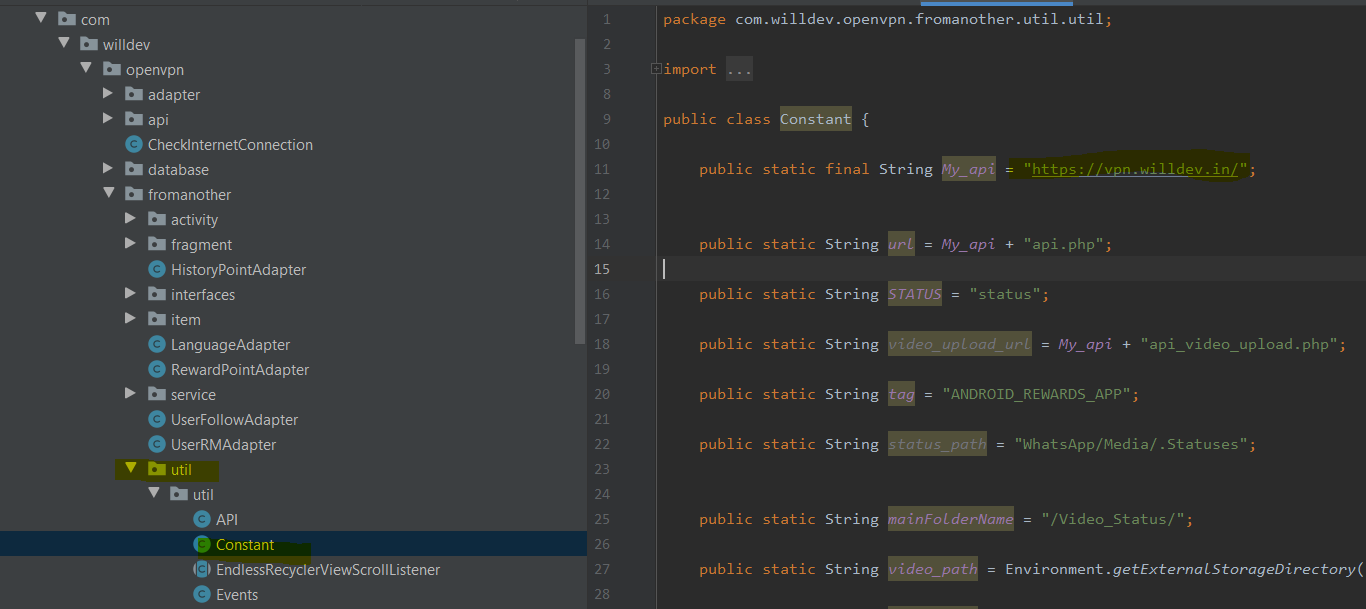 com
willdev
openvpn
adapter
api
CheckInternetConnection
database
fromanother
activity
fragment
HistoryPointAdapter
interfaces
item
LanguageAdapter
RewardPointAdapter
service
UserFollowAdapter
UserRMAdapter
util
util
API
Constant
EndlessRecyclerViewScrollListener
Events
1 package com.willdev.openvpn.fromanother.util.util;
2
3 import ...
8
9 public class Constant {
10
11 public static final String My_api = "https://vpn.willdev.in/";
12
13
14 public static String url = My_api + "api.php";
15
16 public static String STATUS = "status";
17
18 public static String video_upload_url = My_api + "api_video_upload.php";
19
20 public static String tag = "ANDROID_REWARDS_APP";
21
22 public static String status_path = "WhatsApp/Media/.Statuses";
23
24
25 public static String mainFolderName = "/Video_Status/";
26
27 public static String video_path = Environment.getExternalStorageDirectory(
28